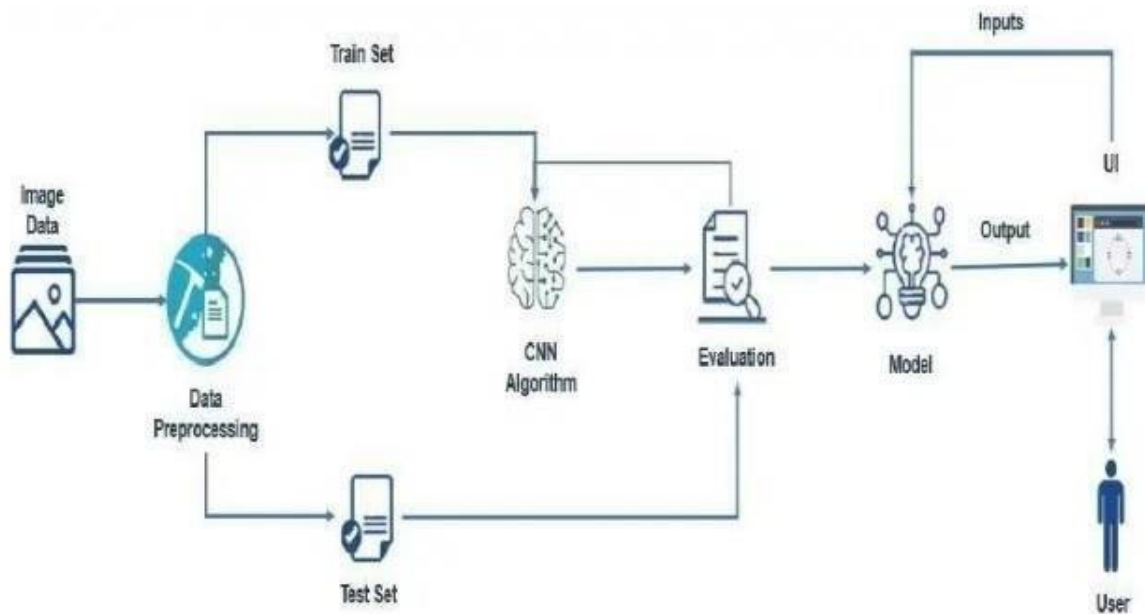 Inputs
Train Set
UI
Image
Data
Output
CNN
Algorithm
Evaluation
Model
Data
Preprocessing
Test Set
User